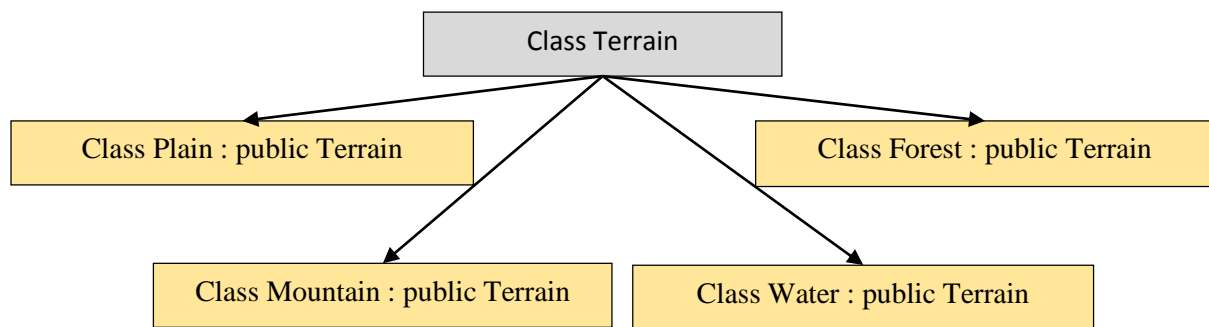 Class Terrain
Class Plain : public Terrain
Class Forest : public Terrain
Class Mountain : public Terrain
Class Water : public Terrain